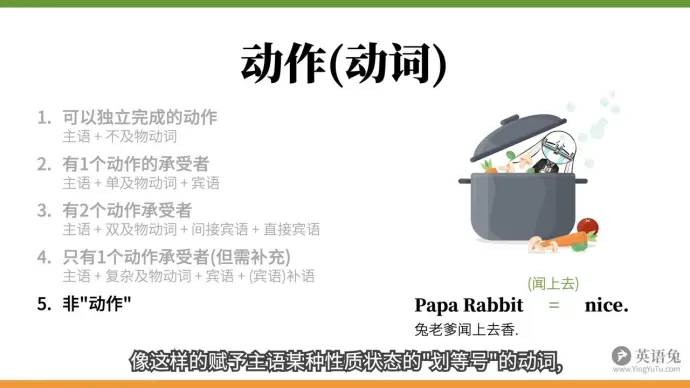 动作(动词)
1. 可以独立完成的动作
主语 + 不及物动词
2. 有1个动作的承受者
主语 + 单及物动词 + 宾语
3. 有2个动作承受者
主语 + 双及物动词 + 间接宾语 + 直接宾语
4. 只有1个动作承受者(但需补充)
主语 + 复杂及物动词 + 宾语 + (宾语)补语
5. 非"动作"
(闻上去)
Papa Rabbit = nice.
兔老爹闻上去香.
像这样的赋予主语某种性质状态的"划等号"的动词,
英语兔
www.YingYuTu.com